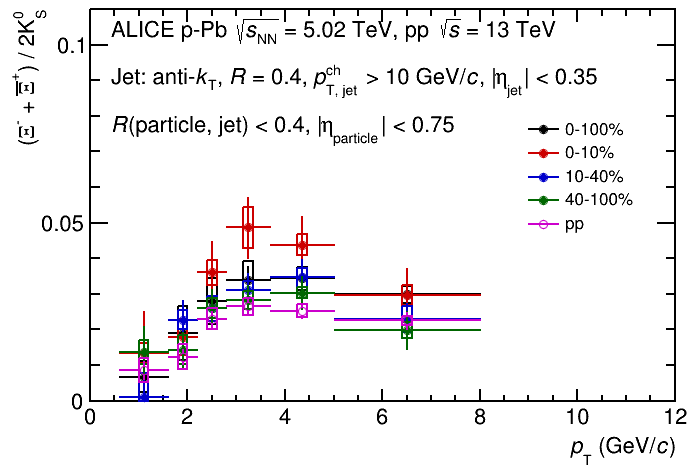 0.1
ALICE p-Pb √s_NN = 5.02 TeV, pp √s = 13 TeV
Jet: anti-k_T, R = 0.4, p_T, jet^ch > 10 GeV/c, |η_jet| < 0.35
R(particle, jet) < 0.4, |η_particle| < 0.75
(Ξ⁻ + Ξ̅⁺) / 2K⁰_S
0-100%
0-10%
10-40%
40-100%
pp
0.05
0
0 2 4 6 8 10 12
p_T (GeV/c)